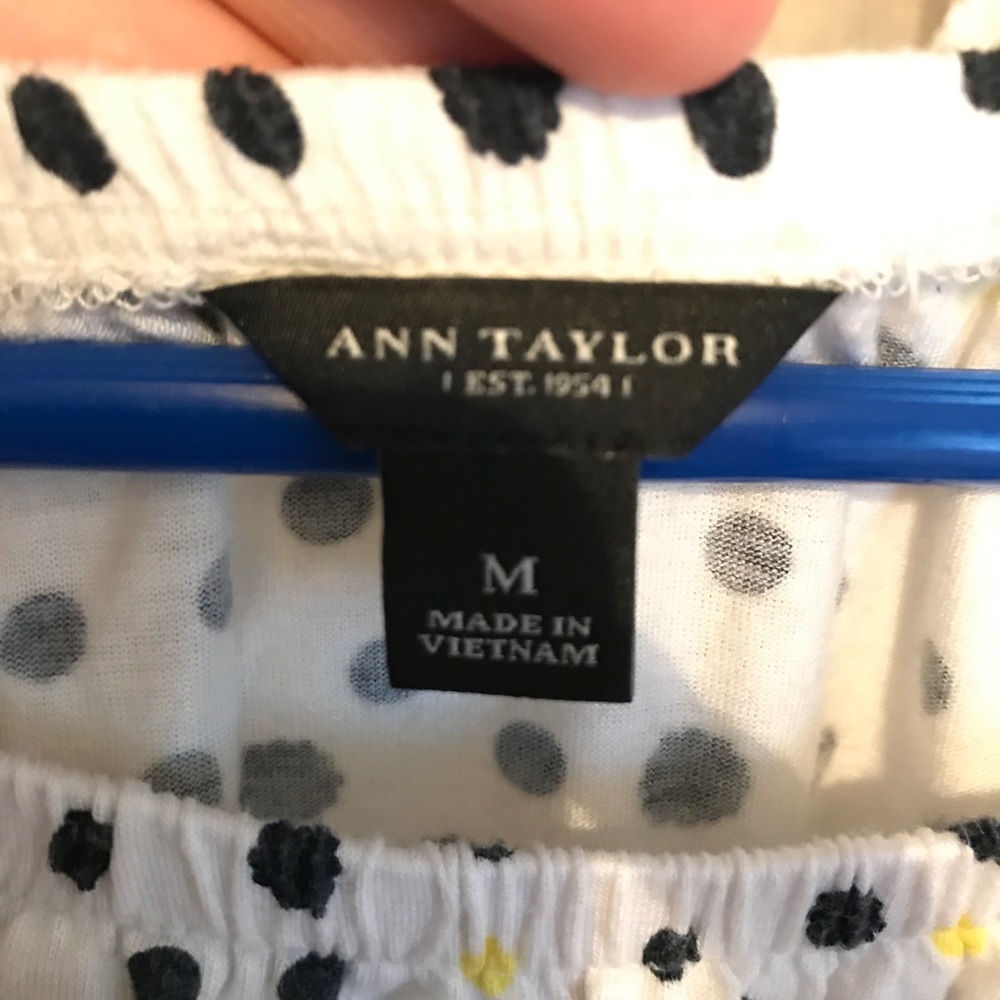 ANN TAYLOR
| EST. 1954 |
M
MADE IN
VIETNAM